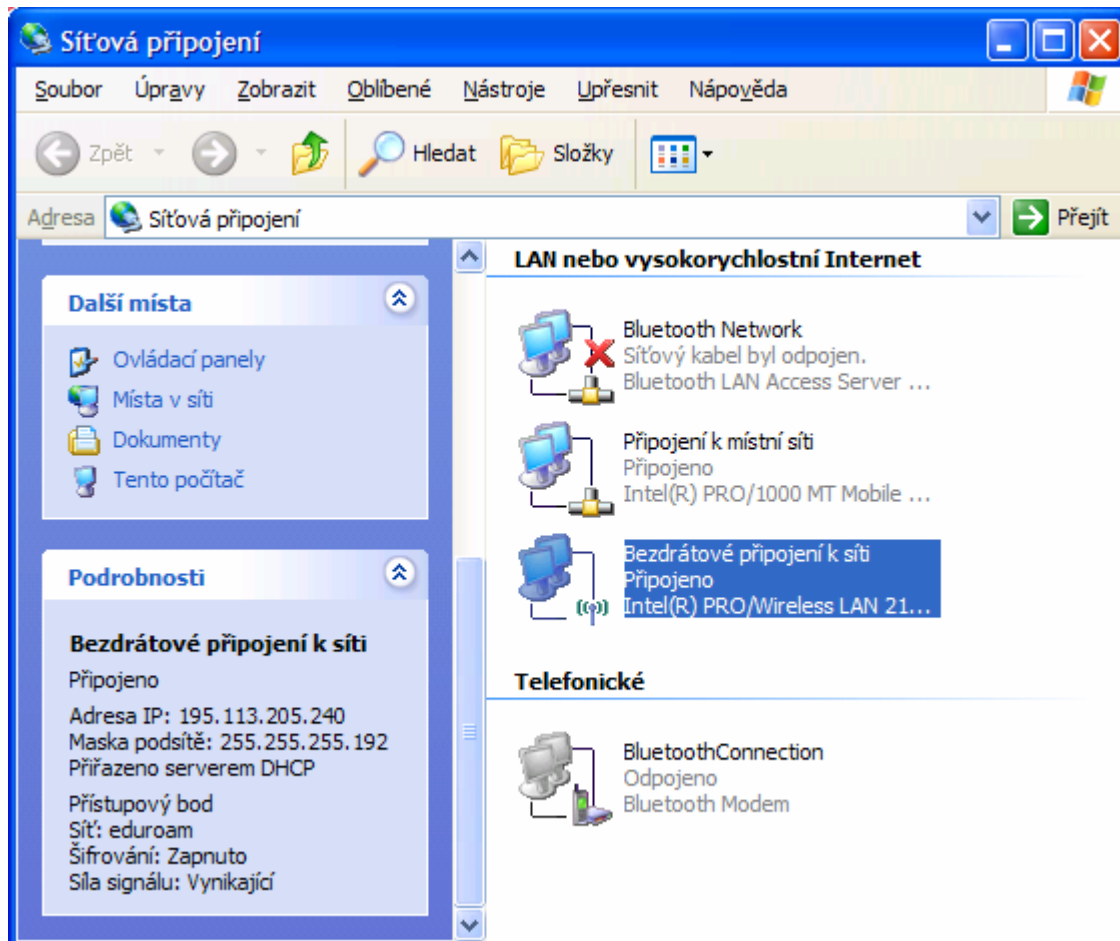 Síťová připojení
Soubor Úpravy Zobrazit Oblíbené Nástroje Upřesnit Nápověda
Zpět Hledat Složky
Adresa Síťová připojení Přejít
Další místa
Ovládací panely
Místa v síti
Dokumenty
Tento počítač
Podrobnosti
Bezdrátové připojení k síti
Připojeno
Adresa IP: 195.113.205.240
Maska podsítě: 255.255.255.192
Přiřazeno serverem DHCP
Přístupový bod
Síť: eduroam
Šifrování: Zapnuto
Síla signálu: Vynikající
LAN nebo vysokorychlostní Internet
Bluetooth Network
Síťový kabel byl odpojen.
Bluetooth LAN Access Server ...
Připojení k místní síti
Připojeno
Intel(R) PRO/1000 MT Mobile ...
Bezdrátové připojení k síti
Připojeno
Intel(R) PRO/Wireless LAN 21...
Telefonické
BluetoothConnection
Odpojeno
Bluetooth Modem